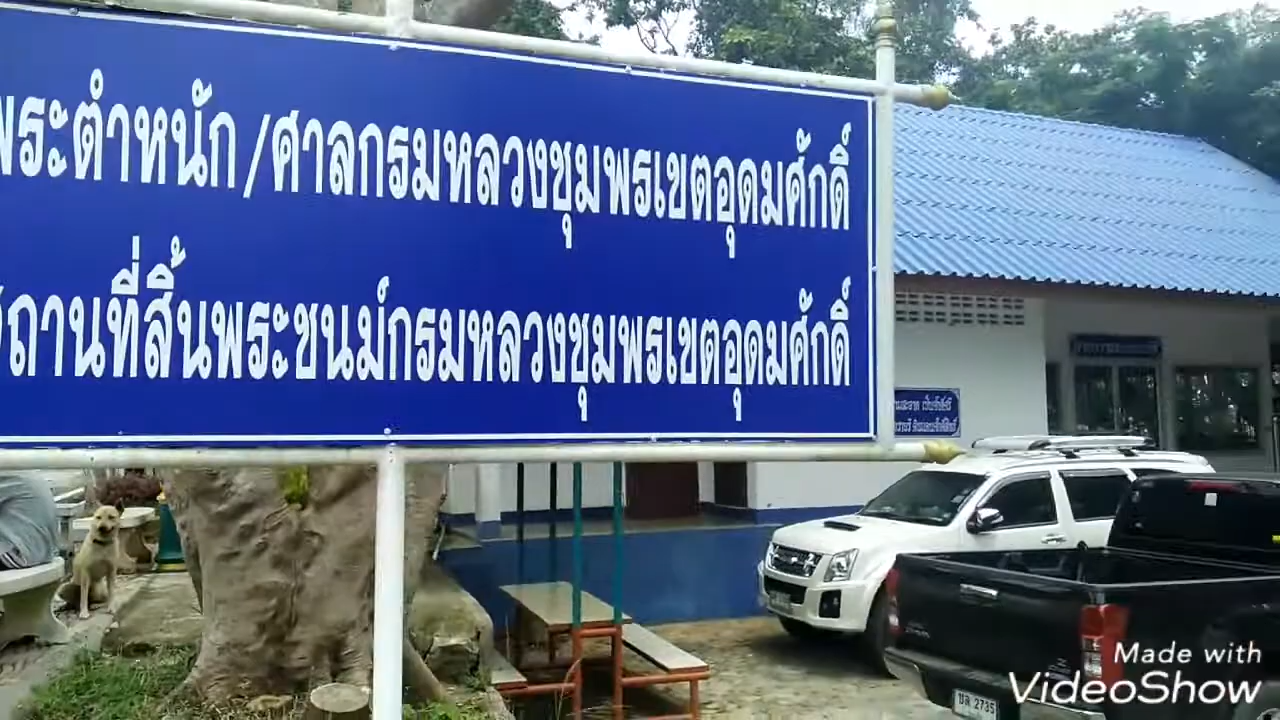 พระตำหนัก/ศาลกรมหลวงชุมพรเขตอุดมศักดิ์
สถานที่สิ้นพระชนม์กรมหลวงชุมพรเขตอุดมศักดิ์
Made with
VideoShow